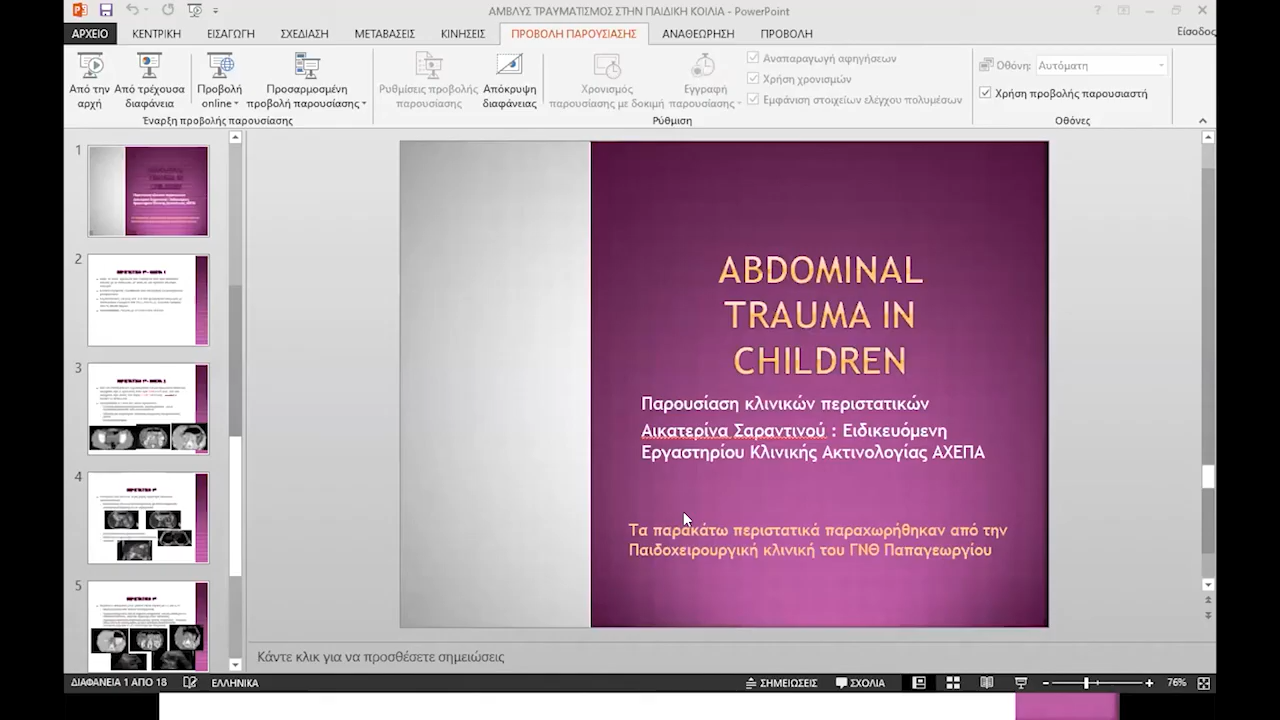 ΑΜΒΛΥΣ ΤΡΑΥΜΑΤΙΣΜΟΣ ΣΤΗΝ ΠΑΙΔΙΚΗ ΚΟΙΛΙΑ - PowerPoint
ΑΡΧΕΙΟ ΚΕΝΤΡΙΚΗ ΕΙΣΑΓΩΓΗ ΣΧΕΔΙΑΣΗ ΜΕΤΑΒΑΣΕΙΣ ΚΙΝΗΣΕΙΣ ΠΡΟΒΟΛΗ ΠΑΡΟΥΣΙΑΣΗΣ ΑΝΑΘΕΩΡΗΣΗ ΠΡΟΒΟΛΗ Είσοδος
Από την αρχή
Από τρέχουσα διαφάνεια
Προβολή online
Προσαρμοσμένη προβολή παρουσίασης
Έναρξη προβολής παρουσίασης
Ρυθμίσεις προβολής παρουσίασης
Απόκρυψη διαφάνειας
Χρονισμός παρουσίασης με δοκιμή
Εγγραφή παρουσίασης
Αναπαραγωγή αφηγήσεων
Χρήση χρονισμών
Εμφάνιση στοιχείων ελέγχου πολυμέσων
Ρύθμιση
Οθόνη: Αυτόματη
Χρήση προβολής παρουσιαστή
Οθόνες
1
2
3
4
5
ABDOMINAL
TRAUMA IN
CHILDREN
Παρουσίαση κλινικών περιστατικών
Αικατερίνα Σαραντινού : Ειδικευόμενη
Εργαστηρίου Κλινικής Ακτινολογίας ΑΧΕΠΑ
Τα παρακάτω περιστατικά παραχωρήθηκαν από την
Παιδοχειρουργική κλινική του ΓΝΘ Παπαγεωργίου
Κάντε κλικ για να προσθέσετε σημειώσεις
ΔΙΑΦΑΝΕΙΑ 1 ΑΠΟ 18 ΕΛΛΗΝΙΚΑ ΣΗΜΕΙΩΣΕΙΣ ΣΧΟΛΙΑ 76%